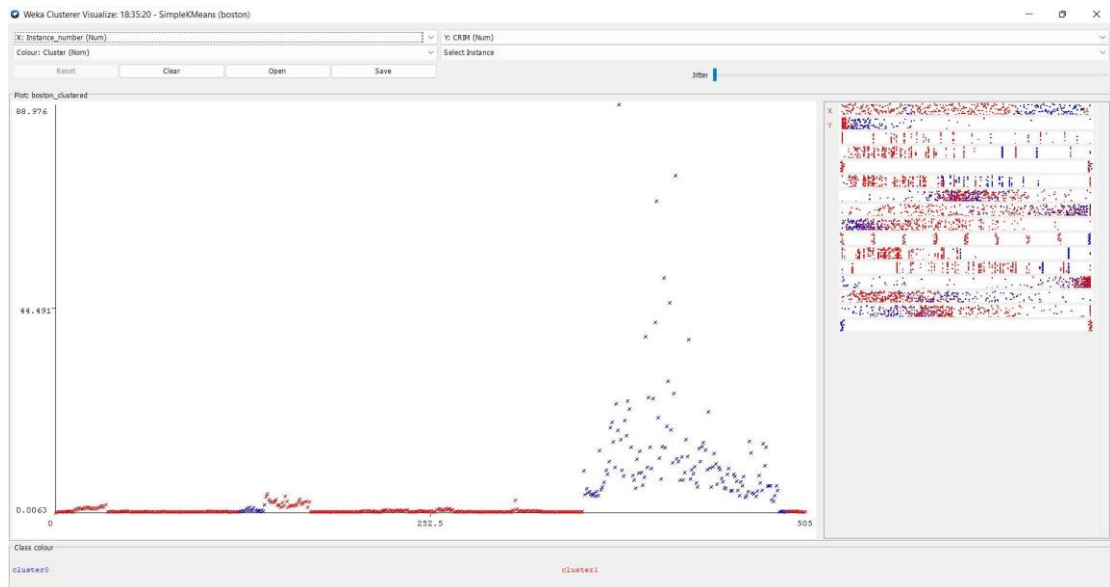 Weka Clusterer Visualize: 18:35:20 - SimpleKMeans (boston)
X: Instance_number (Num)
Y: CRIM (Num)
Colour: Cluster (Nom)
Select Instance
Reset
Clear
Open
Save
Jitter
Plot: boston_clustered
88.976
44.491
0.0063
0
252.5
505
X
Y
Class colour
cluster0
cluster1